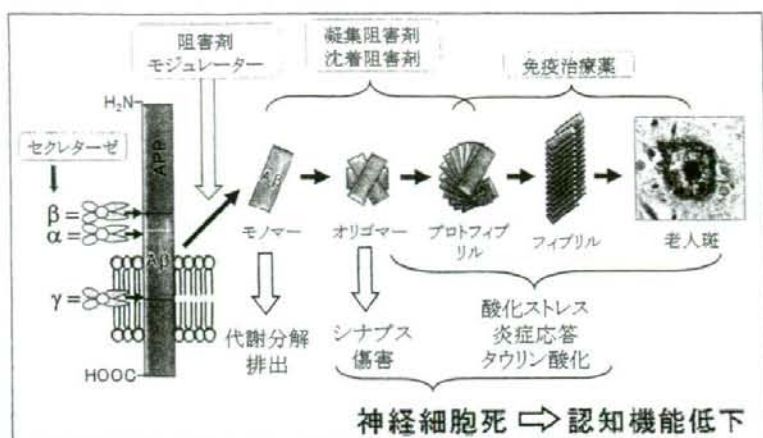 阻害剤
モジュレーター
凝集阻害剤
沈着阻害剤
免疫治療薬
H₂N
セクレターゼ
APP
β=
α=
Aβ
γ=
HOOC
Aβ
モノマー
オリゴマー
プロトフィブ
リル
フィブリル
老人斑
代謝分解
排出
シナプス
傷害
酸化ストレス
炎症応答
タウリン酸化
神経細胞死 ⇨ 認知機能低下